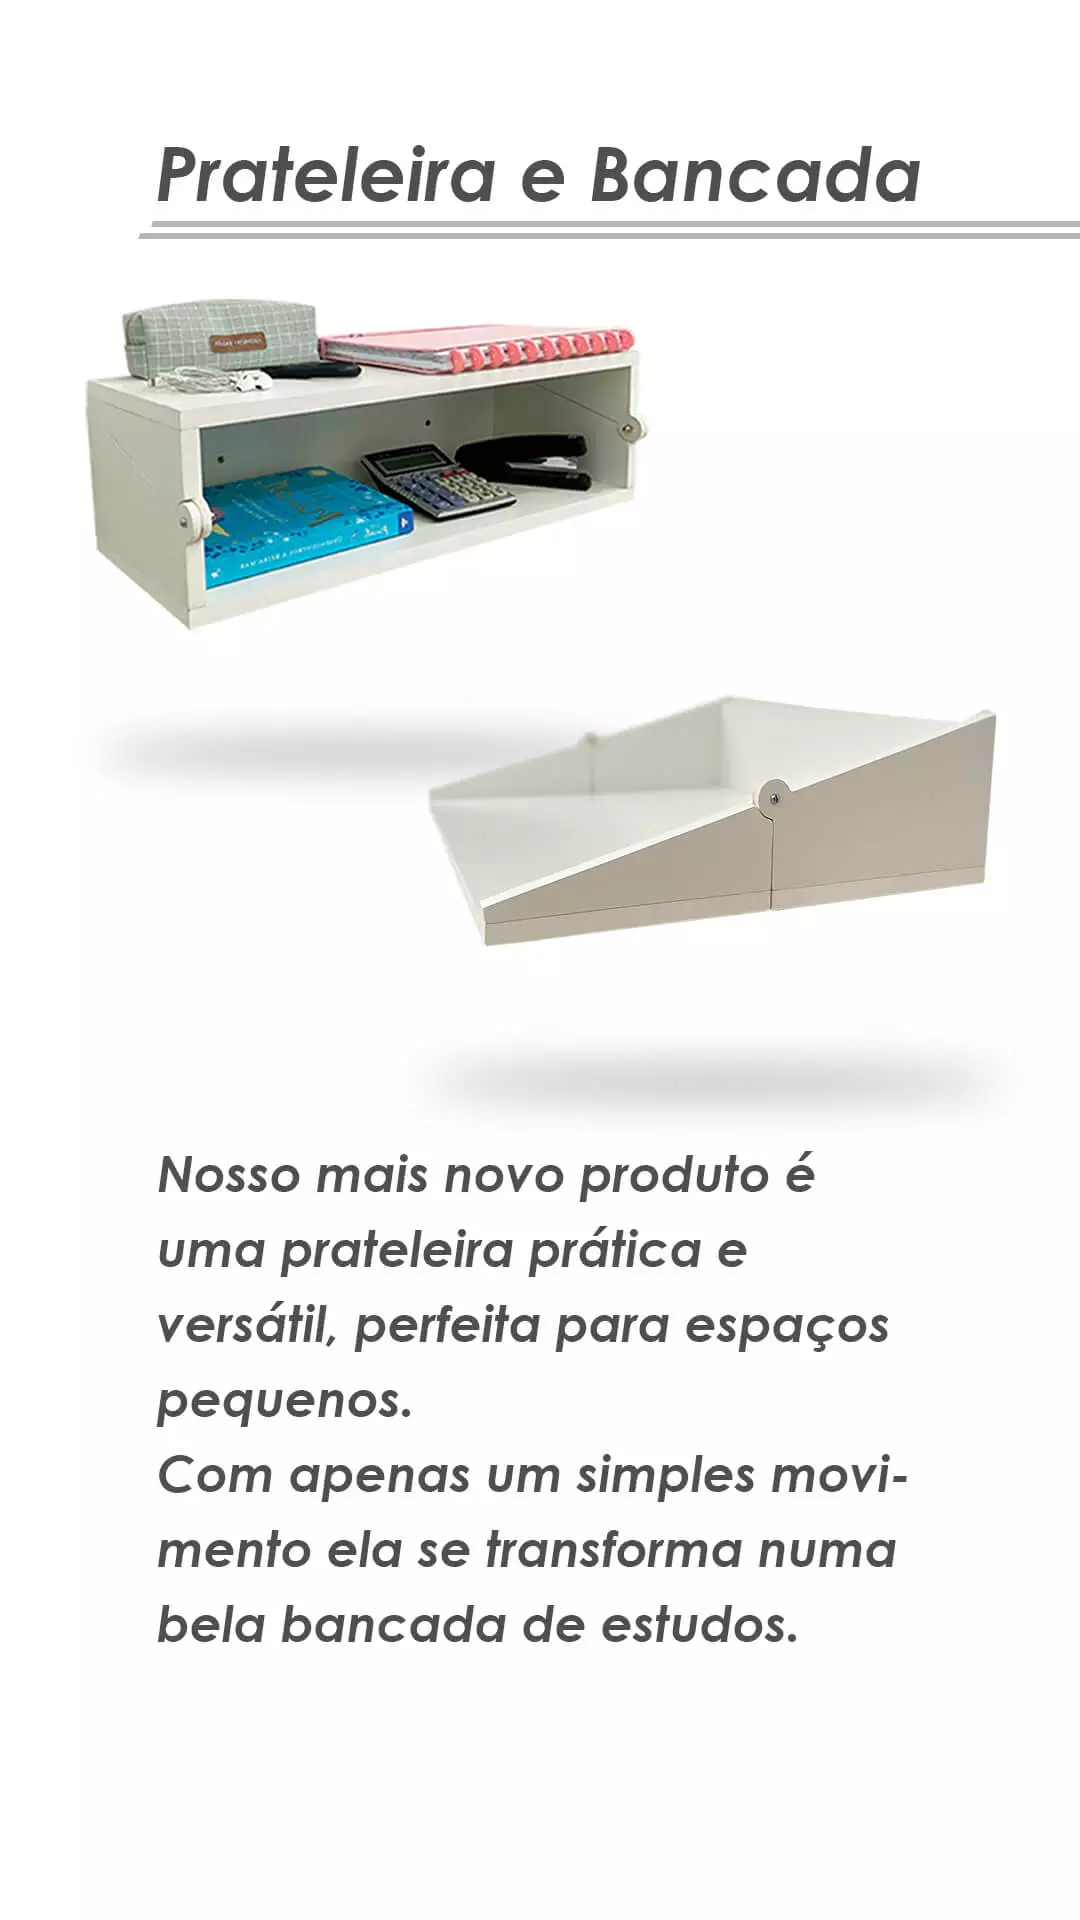 Prateleira e Bancada
Nosso mais novo produto é
uma prateleira prática e
versátil, perfeita para espaços
pequenos.
Com apenas um simples movi-
mento ela se transforma numa
bela bancada de estudos.